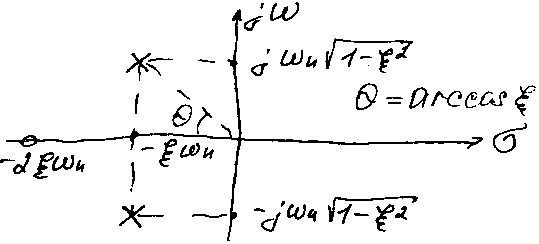 jω
jωn√1-ξ2
θ = arccos ξ
θ
-2ξωn
-ξωn
σ
-jωn√1-ξ2